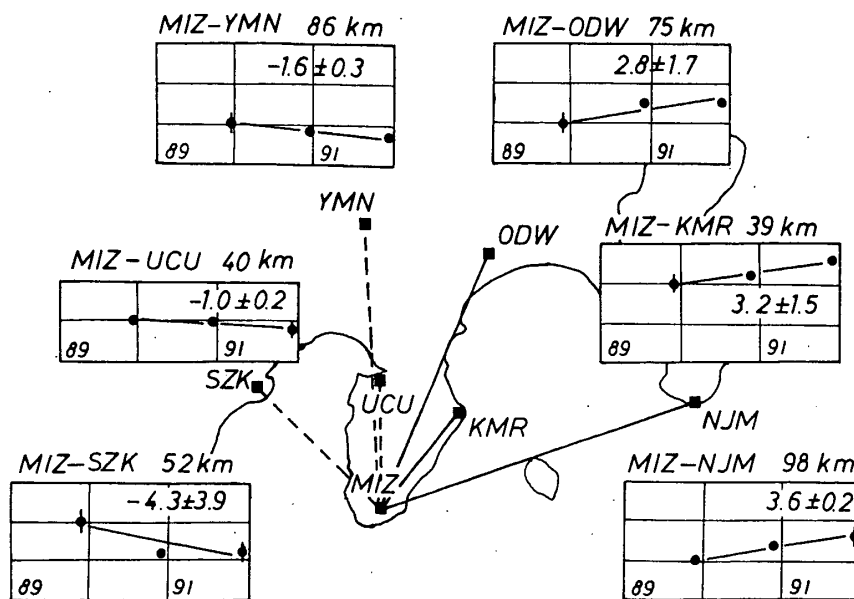 MIZ-YMN 86 km
-1.6±0.3
89 91
MIZ-ODW 75 km
2.8±1.7
89 91
YMN
ODW
MIZ-UCU 40 km
-1.0±0.2
89 91
MIZ-KMR 39 km
3.2±1.5
89 91
SZK
UCU
KMR
NJM
MIZ
MIZ-SZK 52 km
-4.3±3.9
89 91
MIZ-NJM 98 km
3.6±0.2
89 91